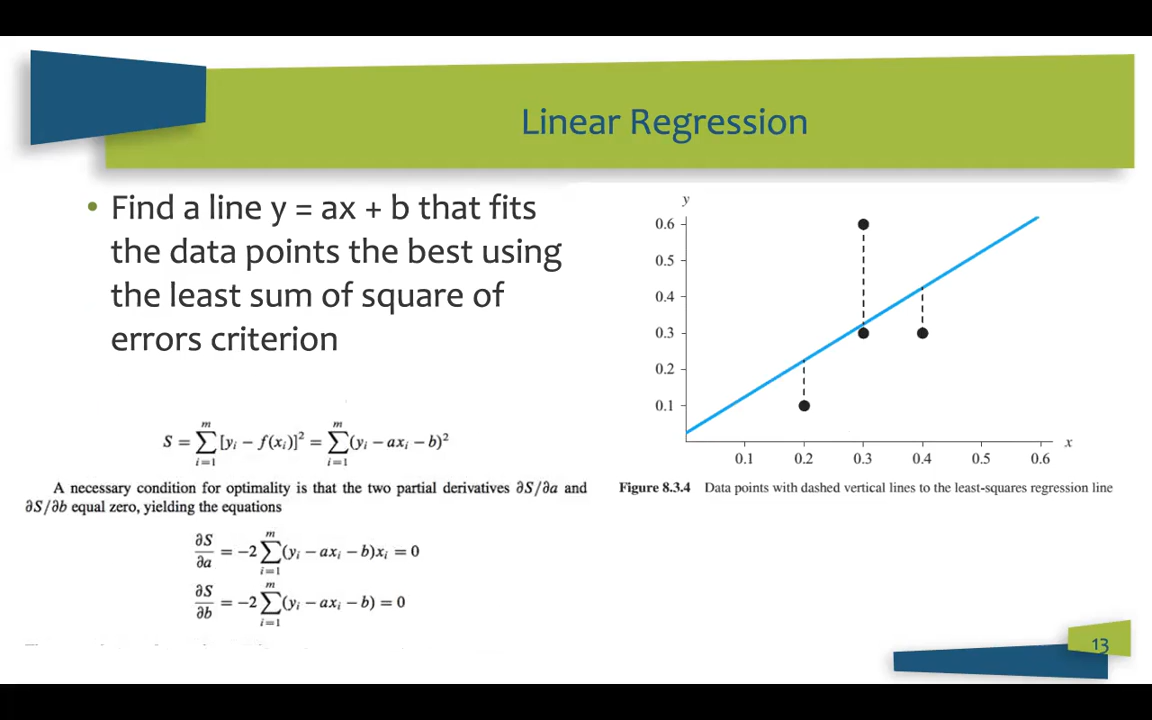 Linear Regression
• Find a line y = ax + b that fits
the data points the best using
the least sum of square of
errors criterion
S = ∑_{i=1}^{m} [y_i − f(x_i)]² = ∑_{i=1}^{m} (y_i − ax_i − b)²
A necessary condition for optimality is that the two partial derivatives ∂S/∂a and
∂S/∂b equal zero, yielding the equations
∂S/∂a = −2 ∑_{i=1}^{m} (y_i − ax_i − b)x_i = 0
∂S/∂b = −2 ∑_{i=1}^{m} (y_i − ax_i − b) = 0
y
0.6
0.5
0.4
0.3
0.2
0.1
0.1 0.2 0.3 0.4 0.5 0.6
x
Figure 8.3.4 Data points with dashed vertical lines to the least-squares regression line
13